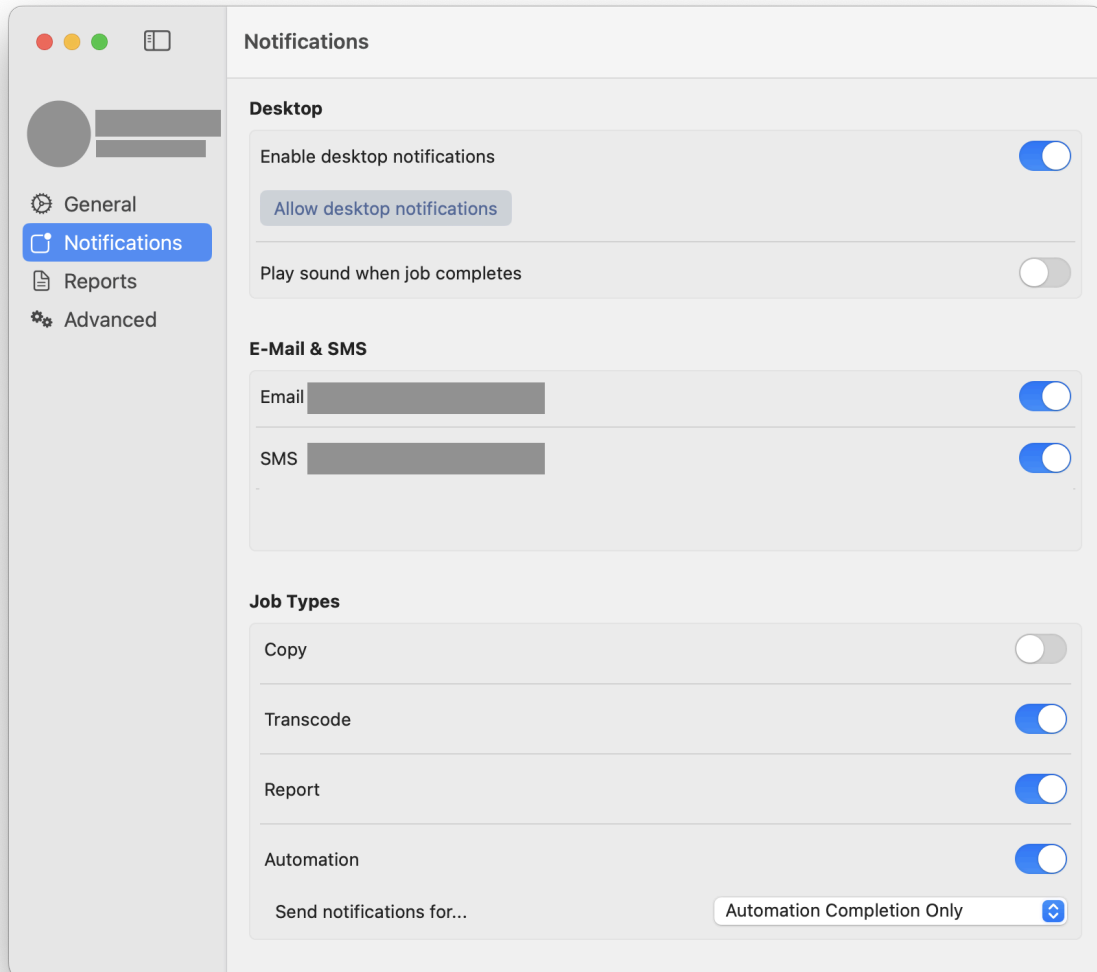 Notifications
General
Notifications
Reports
Advanced
Desktop
Enable desktop notifications
Allow desktop notifications
Play sound when job completes
E-Mail & SMS
Email
SMS
Job Types
Copy
Transcode
Report
Automation
Send notifications for...
Automation Completion Only